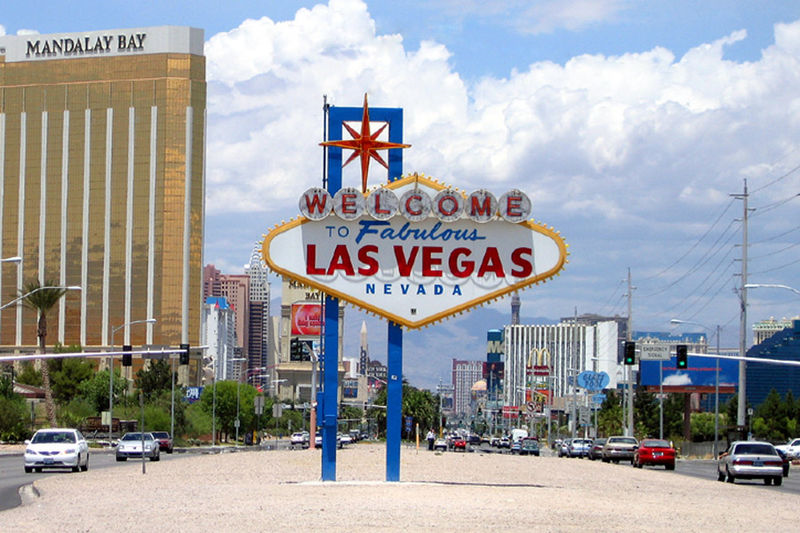 MANDALAY BAY
WELCOME
TO Fabulous
LAS VEGAS
NEVADA